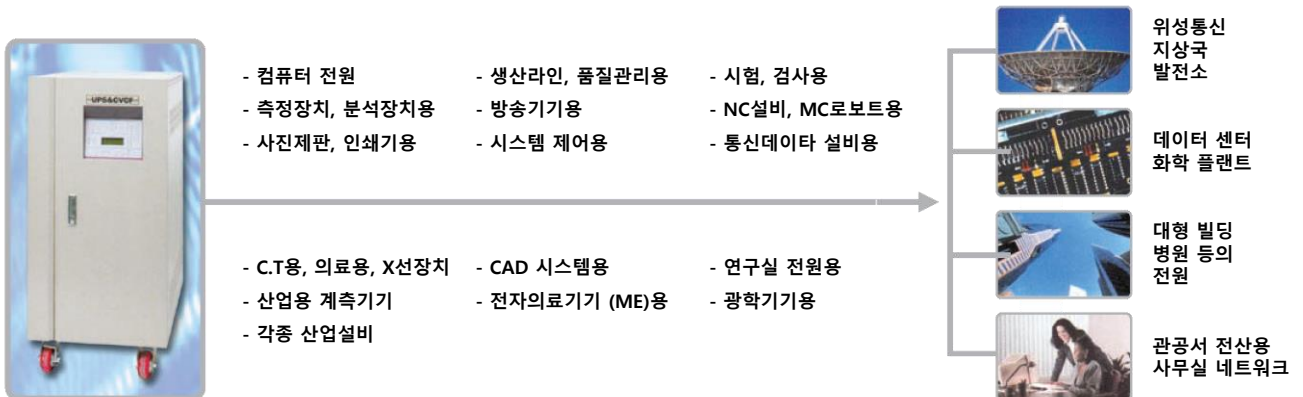 UPS&CVCF
- 컴퓨터 전원
- 측정장치, 분석장치용
- 사진제판, 인쇄기용
- 생산라인, 품질관리용
- 방송기기용
- 시스템 제어용
- 시험, 검사용
- NC설비, MC로보트용
- 통신데이타 설비용
- C.T용, 의료용, X선장치
- 산업용 계측기기
- 각종 산업설비
- CAD 시스템용
- 전자의료기기 (ME)용
- 연구실 전원용
- 광학기기용
위성통신
지상국
발전소
데이터 센터
화학 플랜트
대형 빌딩
병원 등의
전원
관공서 전산용
사무실 네트워크